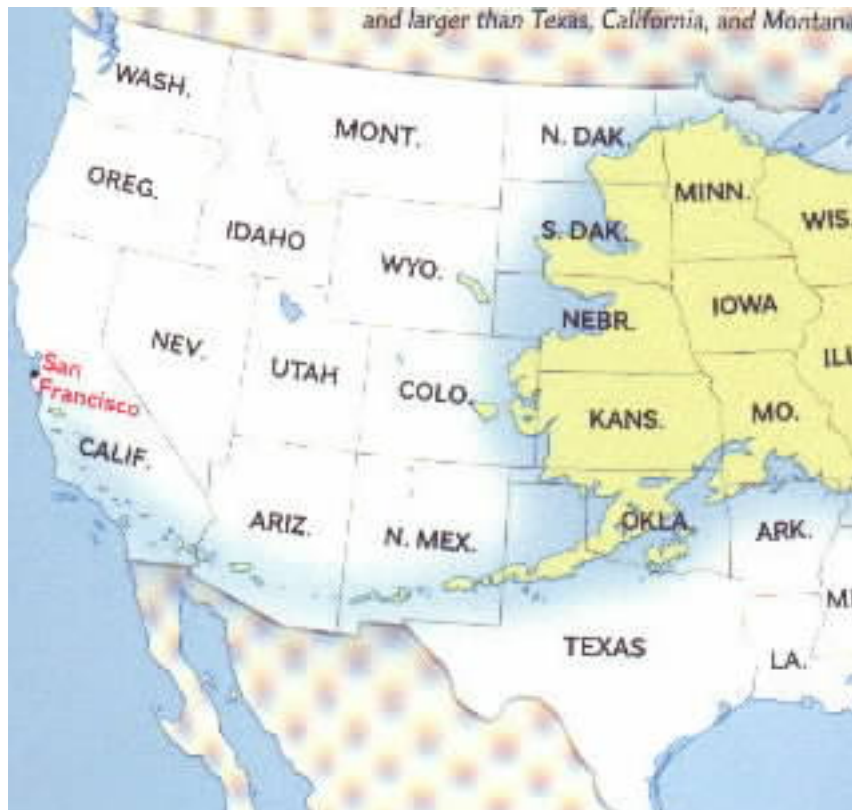 and larger than Texas, California, and Montana
WASH.
MONT.
N. DAK.
MINN.
OREG.
WIS.
IDAHO
S. DAK.
WYO.
IOWA
NEBR.
NEV.
UTAH
San
Francisco
COLO.
KANS.
MO.
CALIF.
ARIZ.
N. MEX.
OKLA.
ARK.
TEXAS
LA.